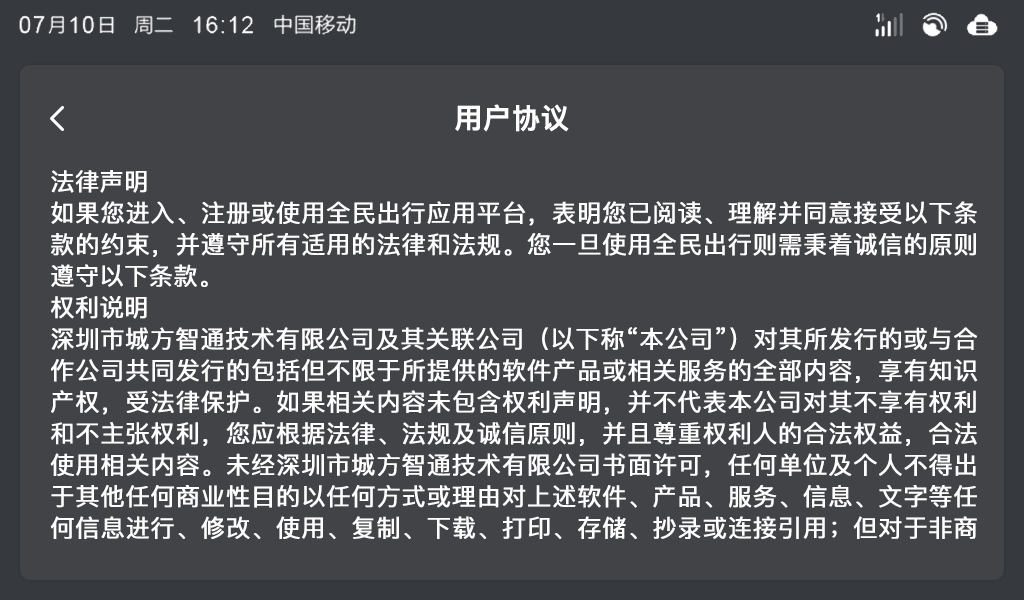 07月10日 周二 16:12 中国移动
用户协议
法律声明
如果您进入、注册或使用全民出行应用平台，表明您已阅读、理解并同意接受以下条
款的约束，并遵守所有适用的法律和法规。您一旦使用全民出行则需秉着诚信的原则
遵守以下条款。
权利说明
深圳市城方智通技术有限公司及其关联公司（以下称“本公司”）对其所发行的或与合
作公司共同发行的包括但不限于所提供的软件产品或相关服务的全部内容，享有知识
产权，受法律保护。如果相关内容未包含权利声明，并不代表本公司对其不享有权利
和不主张权利，您应根据法律、法规及诚信原则，并且尊重权利人的合法权益，合法
使用相关内容。未经深圳市城方智通技术有限公司书面许可，任何单位及个人不得出
于其他任何商业性目的以任何方式或理由对上述软件、产品、服务、信息、文字等任
何信息进行、修改、使用、复制、下载、打印、存储、抄录或连接引用；但对于非商